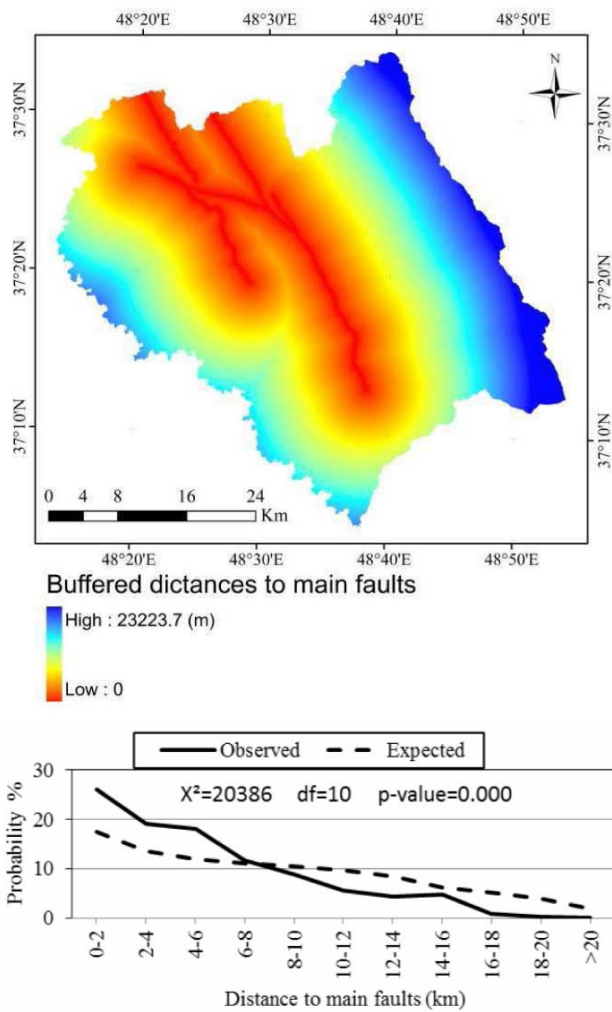 48°20'E 48°30'E 48°40'E 48°50'E
N
37°30'N 37°30'N
37°20'N 37°20'N
37°10'N 37°10'N
0 4 8 16 24
Km
48°20'E 48°30'E 48°40'E 48°50'E
Buffered dictances to main faults
High : 23223.7 (m)
Low : 0
Observed Expected
30
X²=20386 df=10 p-value=0.000
20
10
0
Probability %
0-2 2-4 4-6 6-8 8-10 10-12 12-14 14-16 16-18 18-20 >20
Distance to main faults (km)